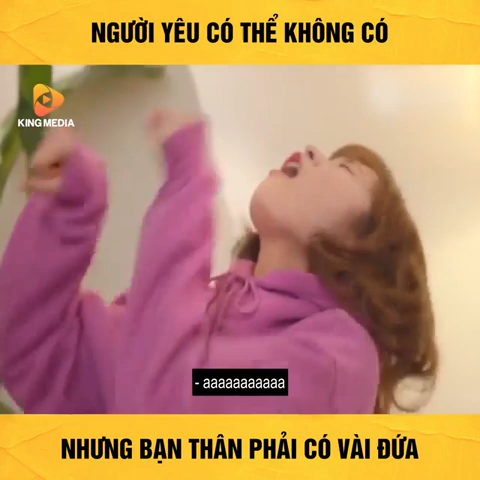 NGƯỜI YÊU CÓ THỂ KHÔNG CÓ
KING MEDIA
- aaaaaaaaaaa
NHƯNG BẠN THÂN PHẢI CÓ VÀI ĐỨA